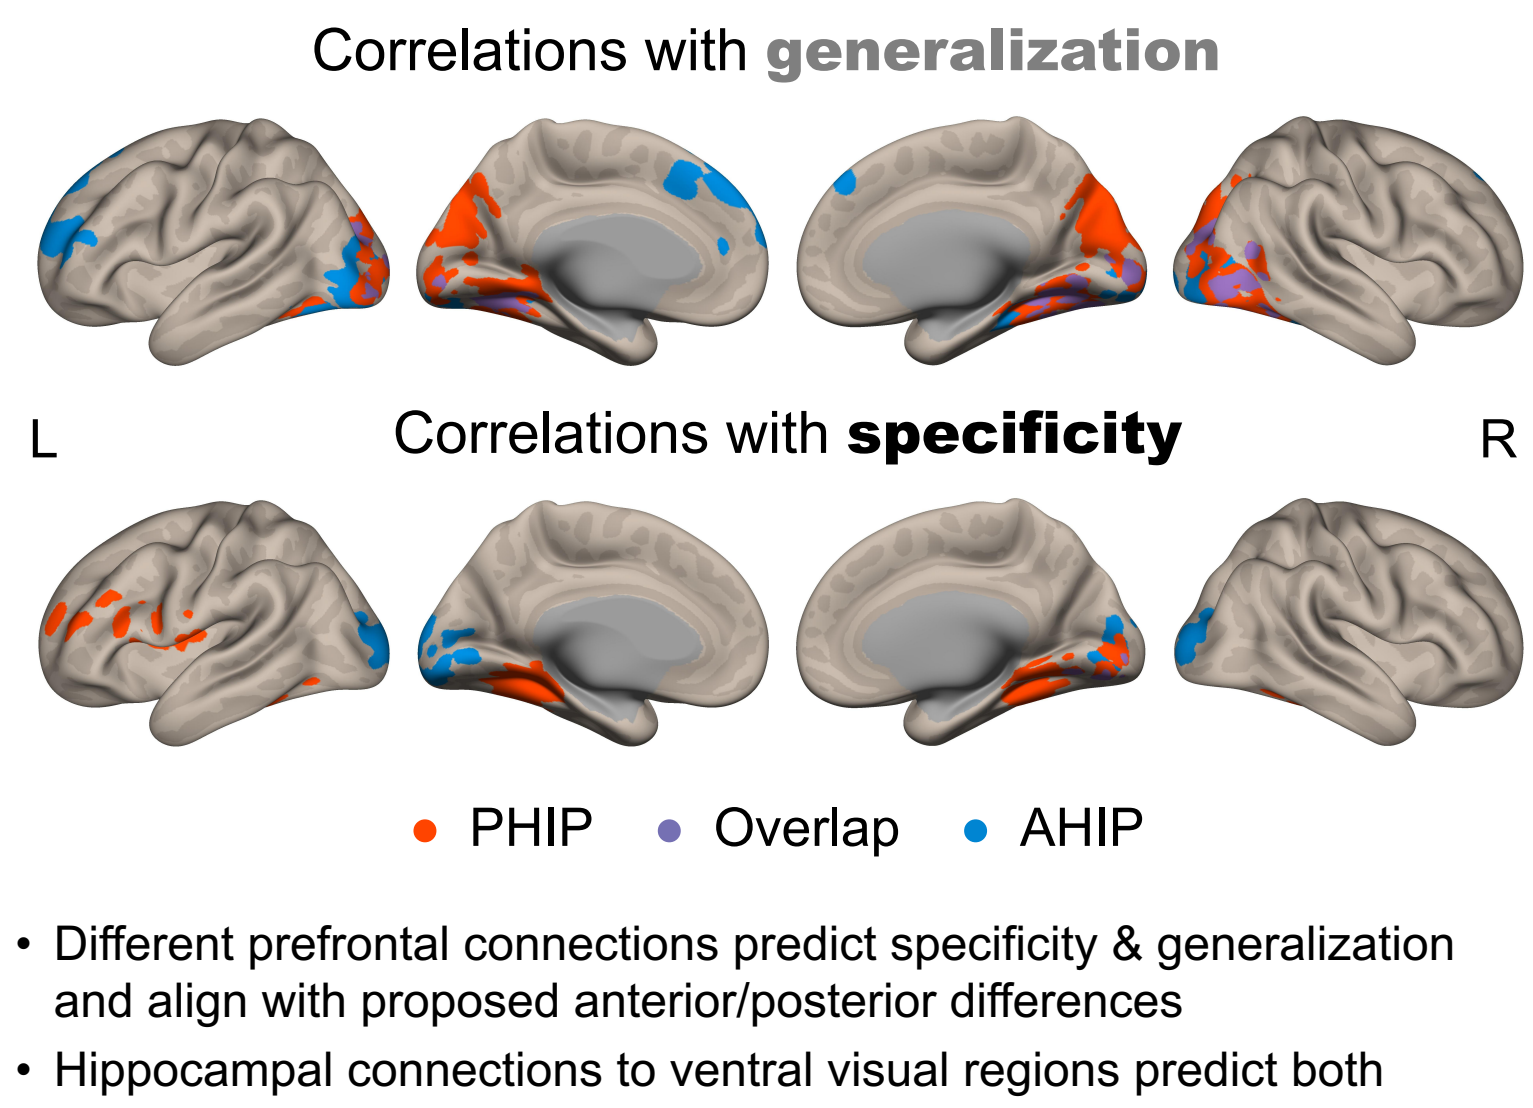 Correlations with generalization
L Correlations with specificity R
● PHIP ● Overlap ● AHIP
• Different prefrontal connections predict specificity & generalization
and align with proposed anterior/posterior differences
• Hippocampal connections to ventral visual regions predict both